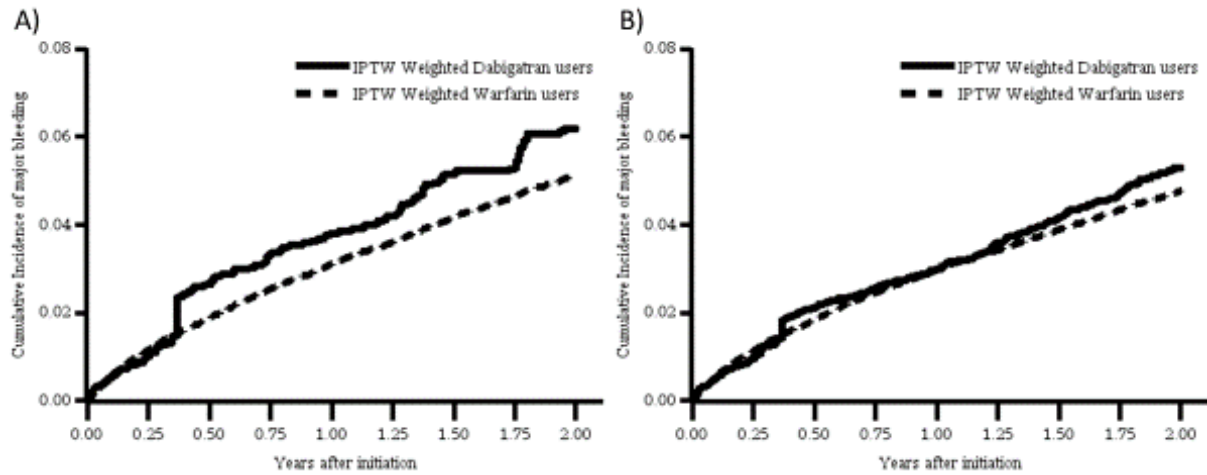 A)
0.08
0.06
0.04
0.02
0.00
Cumulative Incidence of major bleeding
IPTW Weighted Dabigatran users
IPTW Weighted Warfarin users
0.00 0.25 0.50 0.75 1.00 1.25 1.50 1.75 2.00
Years after initiation
B)
0.08
0.06
0.04
0.02
0.00
Cumulative Incidence of major bleeding
IPTW Weighted Dabigatran users
IPTW Weighted Warfarin users
0.00 0.25 0.50 0.75 1.00 1.25 1.50 1.75 2.00
Years after initiation